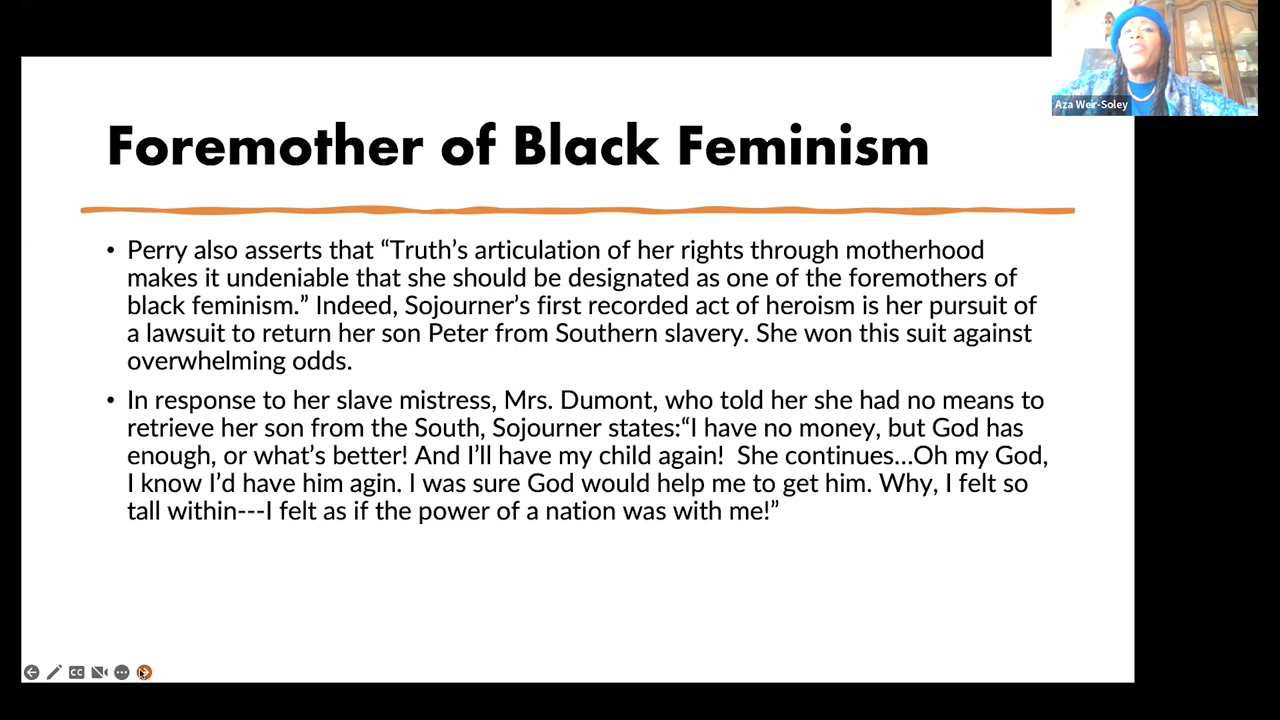 Aza Weir-Soley
Foremother of Black Feminism
• Perry also asserts that “Truth’s articulation of her rights through motherhood
makes it undeniable that she should be designated as one of the foremothers of
black feminism.” Indeed, Sojourner’s first recorded act of heroism is her pursuit of
a lawsuit to return her son Peter from Southern slavery. She won this suit against
overwhelming odds.
• In response to her slave mistress, Mrs. Dumont, who told her she had no means to
retrieve her son from the South, Sojourner states:“I have no money, but God has
enough, or what’s better! And I’ll have my child again!  She continues…Oh my God,
I know I’d have him agin. I was sure God would help me to get him. Why, I felt so
tall within---I felt as if the power of a nation was with me!”
CC